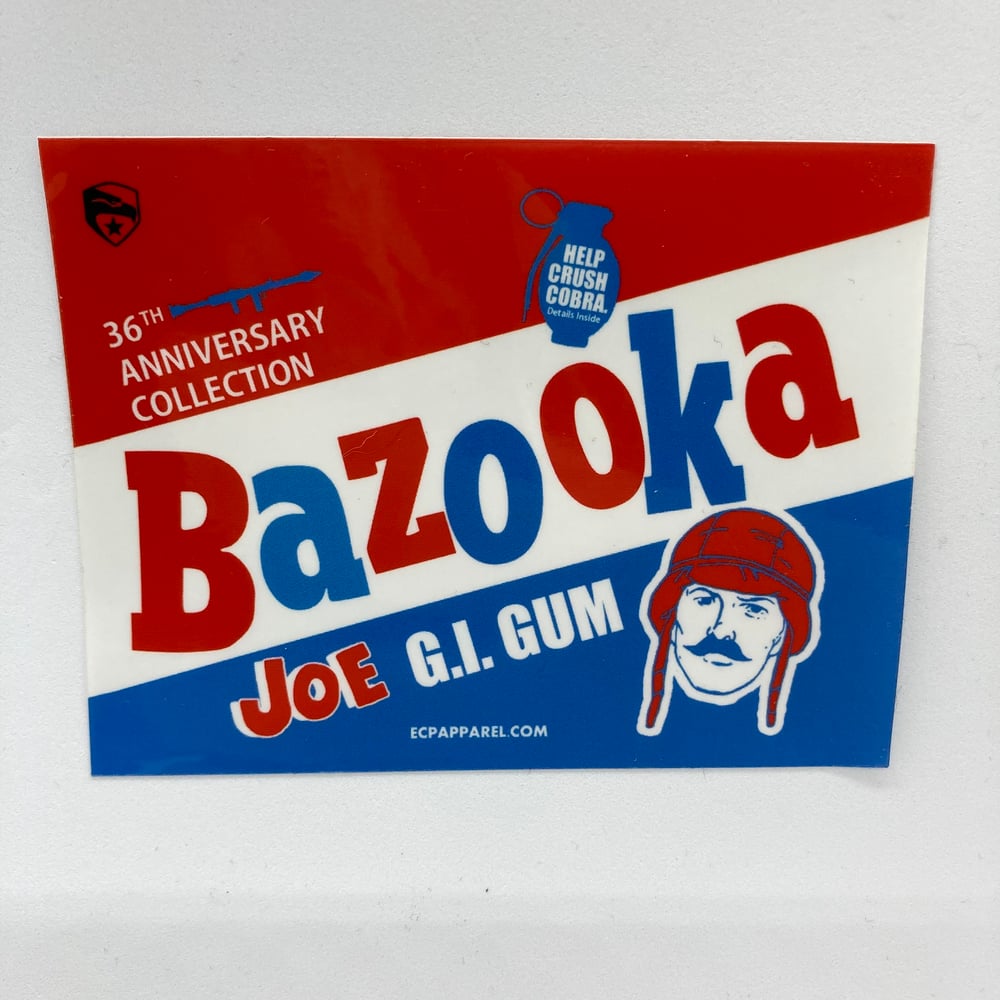 36TH
ANNIVERSARY
COLLECTION
HELP
CRUSH
COBRA.
Details Inside
Bazooka
JOE G.I. GUM
ECPAPPAREL.COM